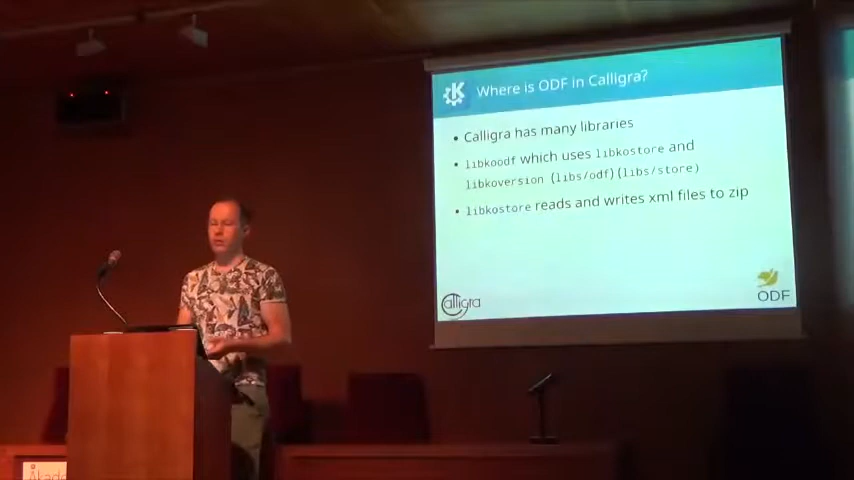 Where is ODF in Calligra?
• Calligra has many libraries
• libkoodf which uses libkostore and
libkoversion (libs/odf)(libs/store)
• libkostore reads and writes xml files to zip
calligra
ODF
Akade